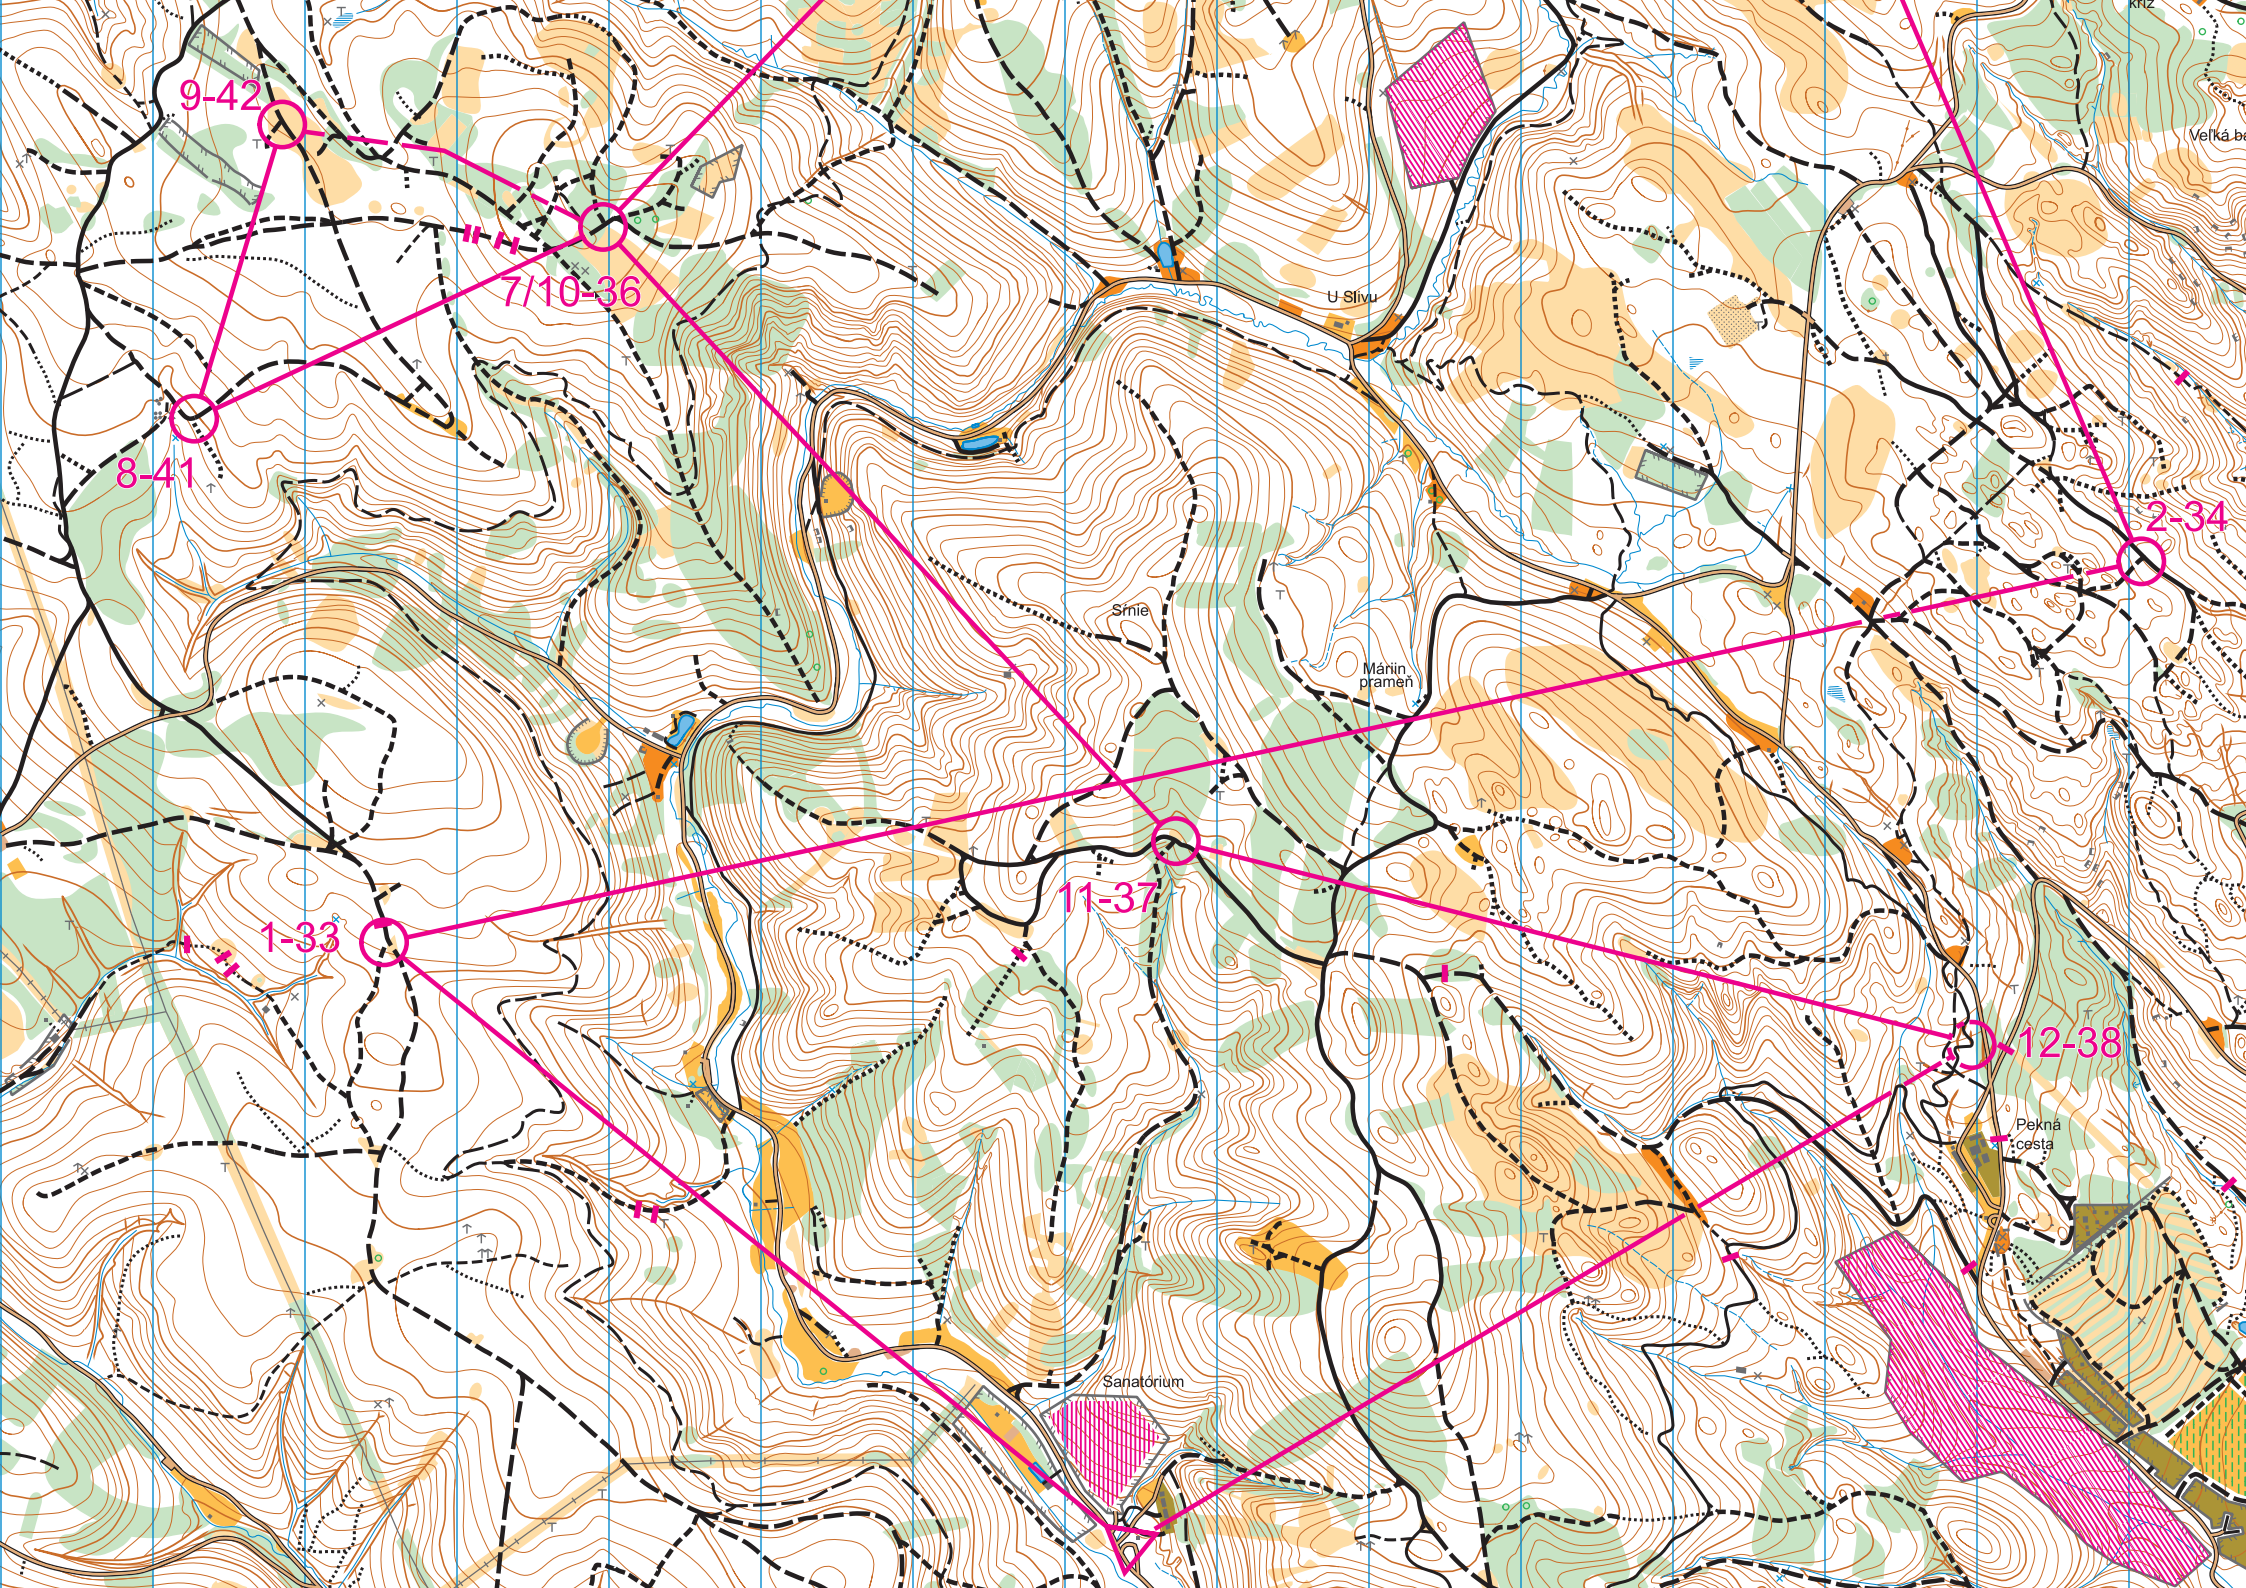 kríž
9-42
Veľká
U Slivu
7/10-36
8-41
2-34
Sŕnie
Máriin
prameň
11-37
1-33
12-38
Pekná
cesta
Sanatórium